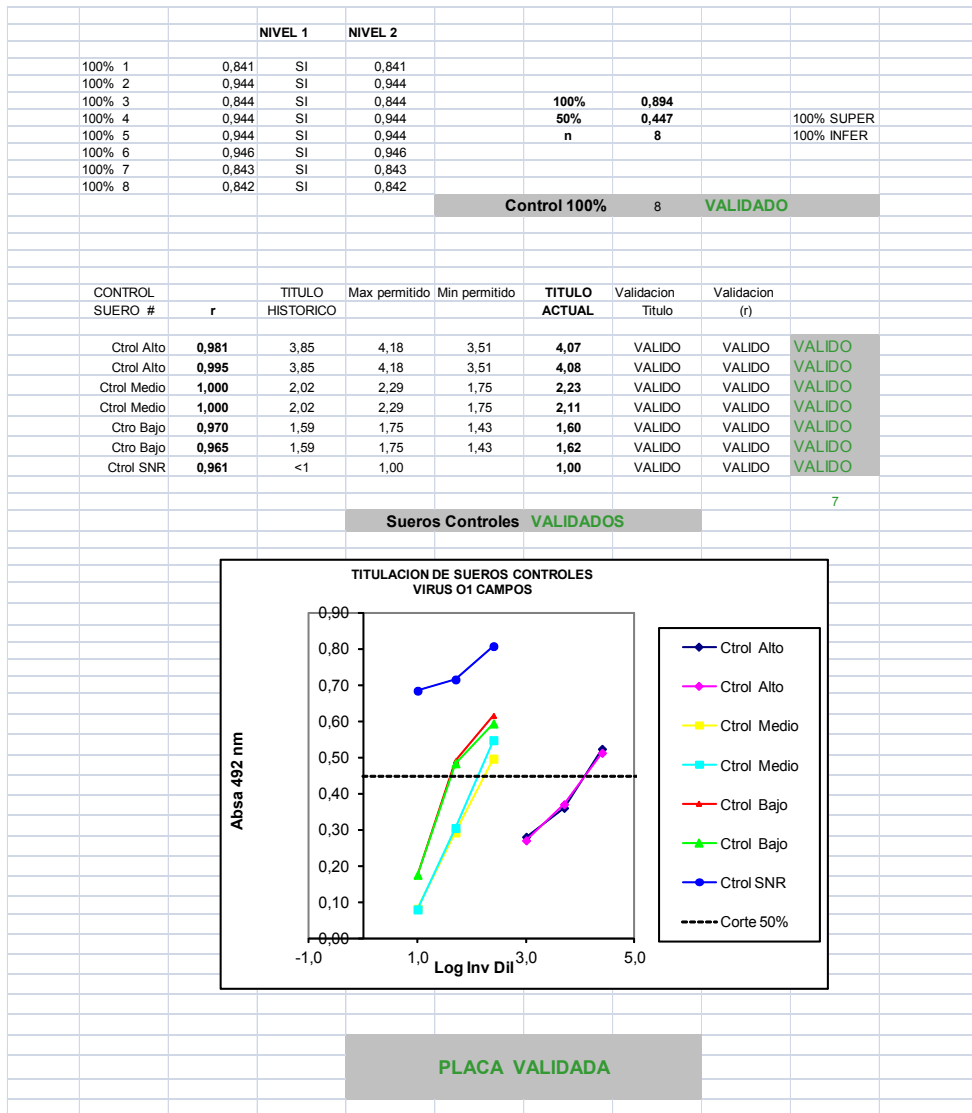 NIVEL 1 NIVEL 2
100% 1 0,841 SI 0,841
100% 2 0,944 SI 0,944
100% 3 0,844 SI 0,844 100% 0,894
100% 4 0,944 SI 0,944 50% 0,447 100% SUPER
100% 5 0,944 SI 0,944 n 8 100% INFER
100% 6 0,946 SI 0,946
100% 7 0,843 SI 0,843
100% 8 0,842 SI 0,842
Control 100% 8 VALIDADO
CONTROL TITULO Max permitido Min permitido TITULO Validacion Validacion
SUERO # r HISTORICO ACTUAL Titulo (r)
Ctrol Alto 0,981 3,85 4,18 3,51 4,07 VALIDO VALIDO VALIDO
Ctrol Alto 0,995 3,85 4,18 3,51 4,08 VALIDO VALIDO VALIDO
Ctrol Medio 1,000 2,02 2,29 1,75 2,23 VALIDO VALIDO VALIDO
Ctrol Medio 1,000 2,02 2,29 1,75 2,11 VALIDO VALIDO VALIDO
Ctro Bajo 0,970 1,59 1,75 1,43 1,60 VALIDO VALIDO VALIDO
Ctro Bajo 0,965 1,59 1,75 1,43 1,62 VALIDO VALIDO VALIDO
Ctrol SNR 0,961 <1 1,00 1,00 VALIDO VALIDO VALIDO
7
Sueros Controles VALIDADOS
TITULACION DE SUEROS CONTROLES
VIRUS O1 CAMPOS
0,90
0,80
0,70
0,60
0,50
0,40
0,30
0,20
0,10
0,00
-1,0 1,0 3,0 5,0
Log Inv Dil
Absa 492 nm
Ctrol Alto
Ctrol Alto
Ctrol Medio
Ctrol Medio
Ctrol Bajo
Ctrol Bajo
Ctrol SNR
Corte 50%
PLACA VALIDADA